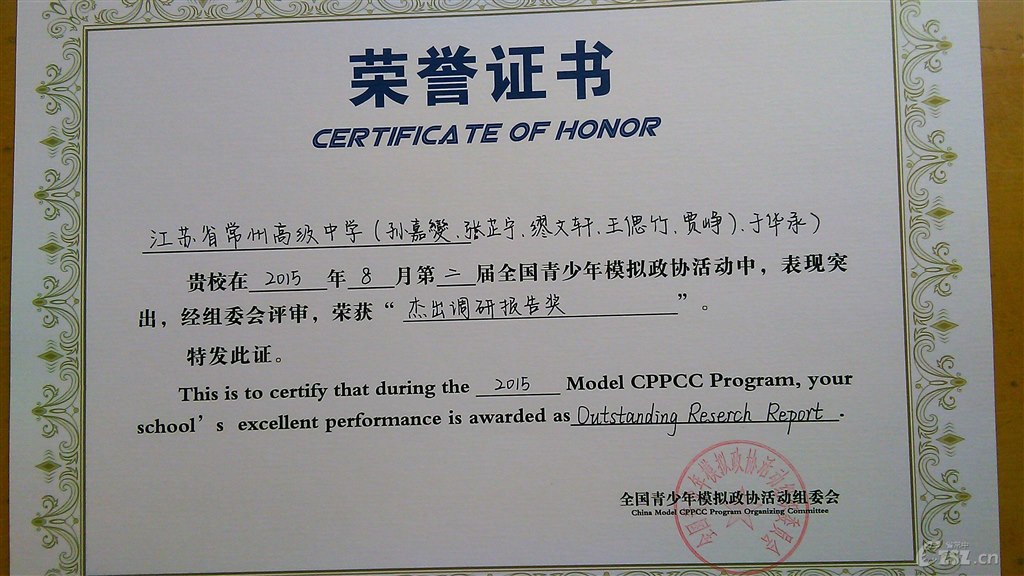 荣誉证书
CERTIFICATE OF HONOR
江苏省常州高级中学(孙嘉燮、张芷宁、缪文轩、王偲竹、贾峥)、于华永)
贵校在 2015 年 8 月第 二 届全国青少年模拟政协活动中，表现突
出，经组委会评审，荣获“ 杰出调研报告奖 ”。
特发此证。
This is to certify that during the 2015 Model CPPCC Program, your
school's excellent performance is awarded as Outstanding Reserch Report.
全国青少年模拟政协活动组委会
China Model CPPCC Program Organizing Committee